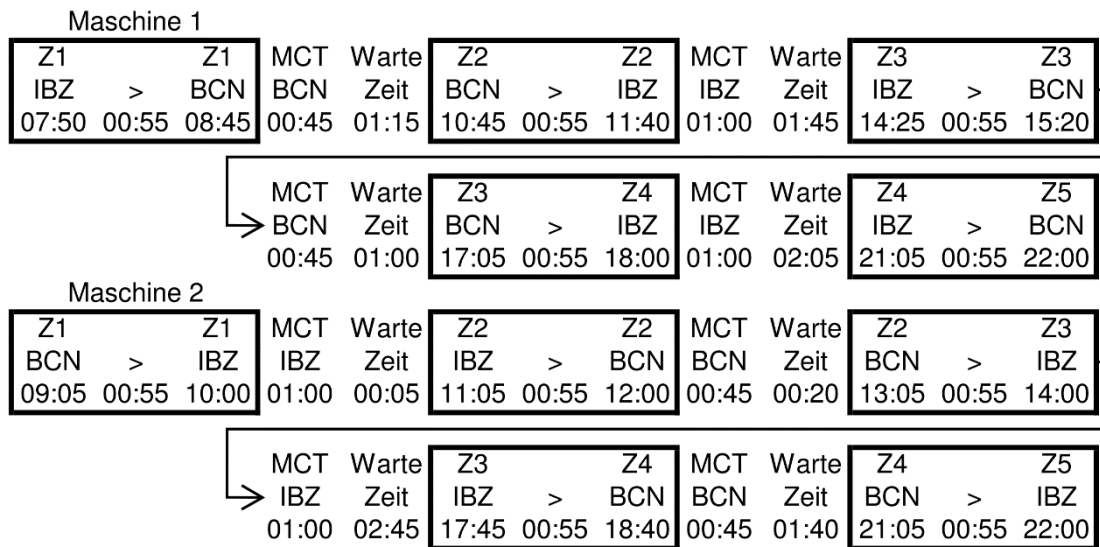 Maschine 1
Z1 Z1 MCT Warte Z2 Z2 MCT Warte Z3 Z3
IBZ > BCN BCN Zeit BCN > IBZ IBZ Zeit IBZ > BCN
07:50 00:55 08:45 00:45 01:15 10:45 00:55 11:40 01:00 01:45 14:25 00:55 15:20
MCT Warte Z3 Z4 MCT Warte Z4 Z5
BCN Zeit BCN > IBZ IBZ Zeit IBZ > BCN
00:45 01:00 17:05 00:55 18:00 01:00 02:05 21:05 00:55 22:00
Maschine 2
Z1 Z1 MCT Warte Z2 Z2 MCT Warte Z2 Z3
BCN > IBZ IBZ Zeit IBZ > BCN BCN Zeit BCN > IBZ
09:05 00:55 10:00 01:00 00:05 11:05 00:55 12:00 00:45 00:20 13:05 00:55 14:00
MCT Warte Z3 Z4 MCT Warte Z4 Z5
IBZ Zeit IBZ > BCN BCN Zeit BCN > IBZ
01:00 02:45 17:45 00:55 18:40 00:45 01:40 21:05 00:55 22:00